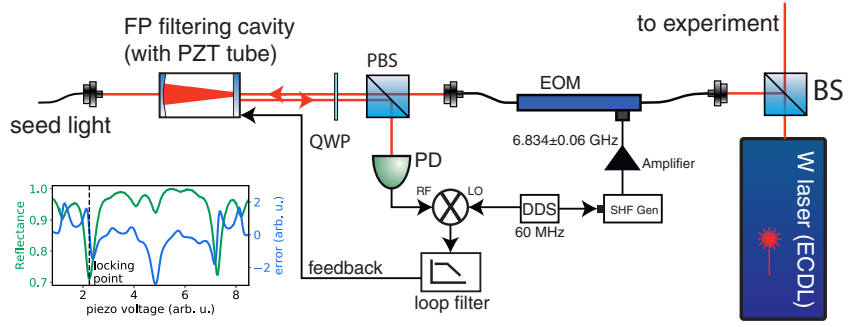 FP filtering cavity
(with PZT tube)
to experiment
PBS
EOM
BS
seed light
QWP
6.834±0.06 GHz
PD
Amplifier
RF
LO
DDS
SHF Gen
60 MHz
W laser (ECDL)
feedback
loop filter
1.0
0.9
0.8
0.7
Reflectance
2
0
−2
error (arb. u.)
locking
point
2
4
6
8
piezo voltage (arb. u.)